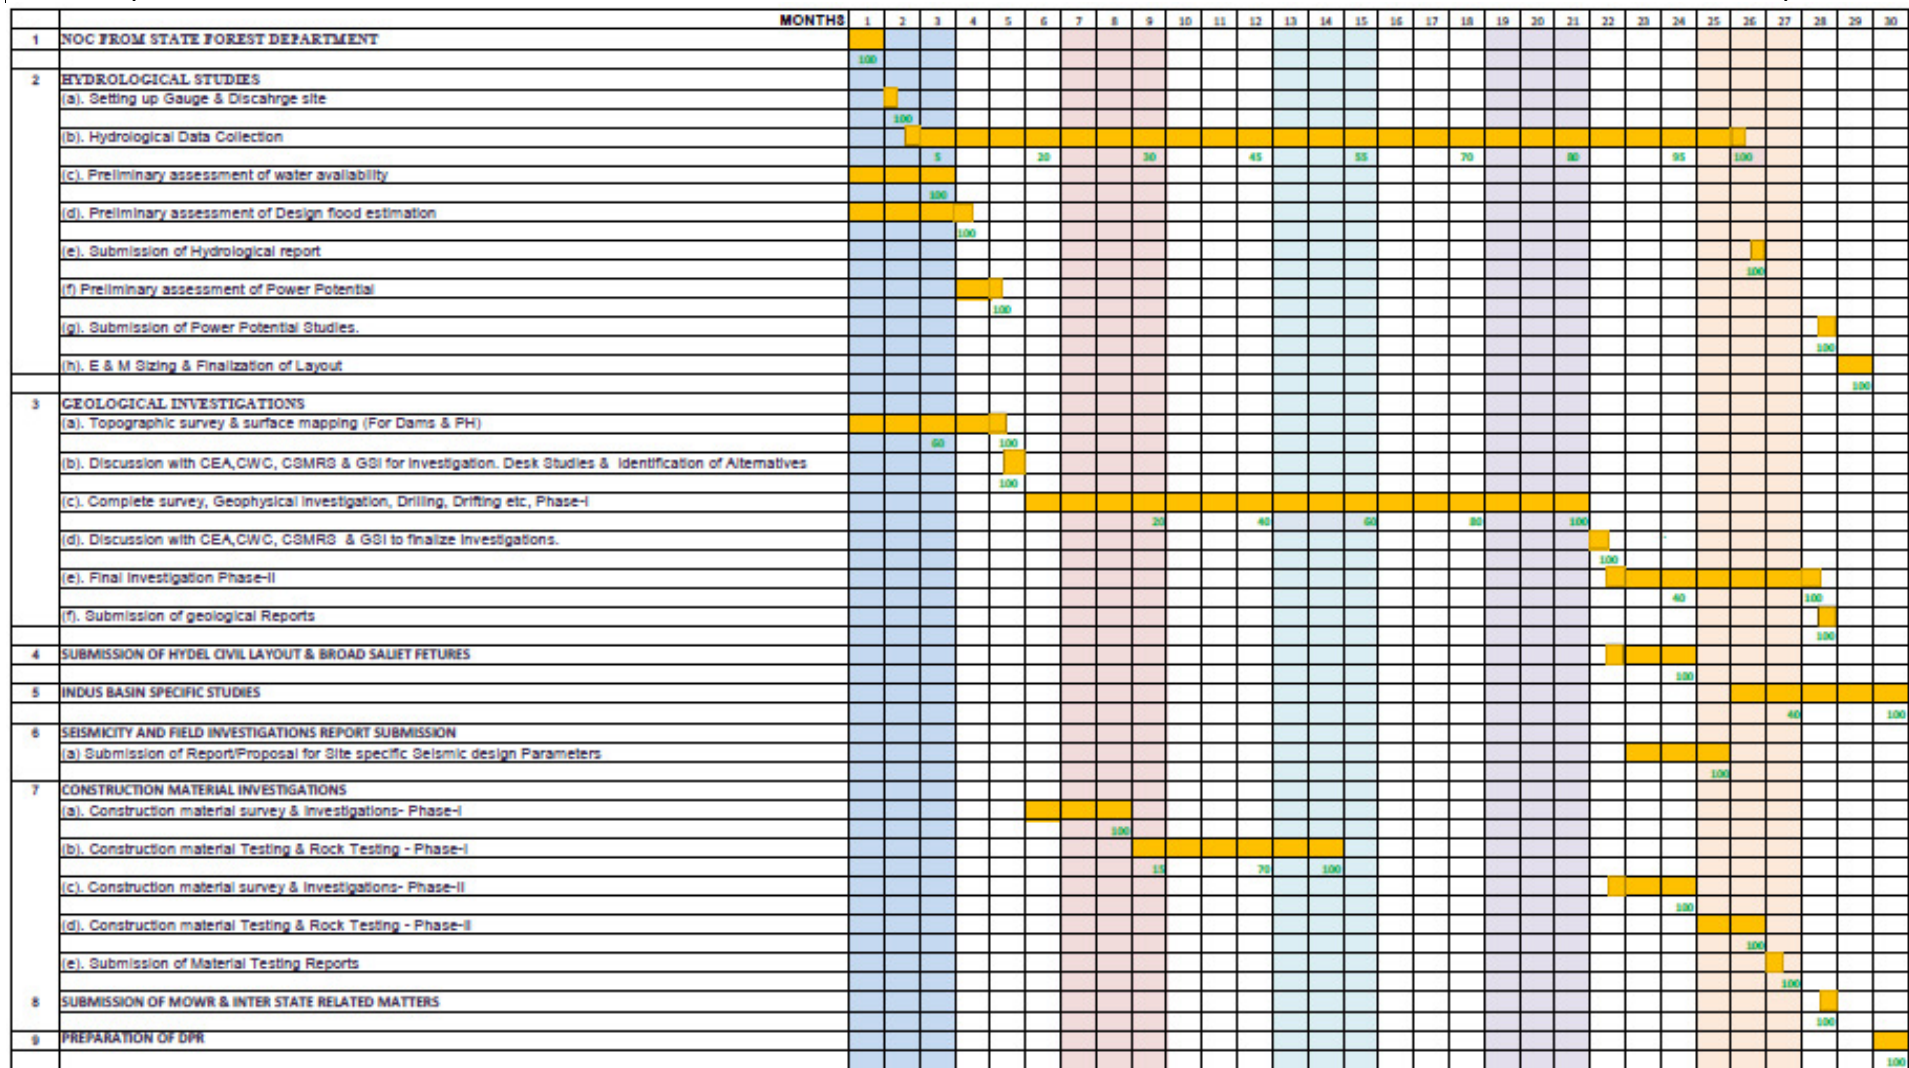 MONTHS 1 2 3 4 5 6 7 8 9 10 11 12 13 14 15 16 17 18 19 20 21 22 23 24 25 26 27 28 29 30
1 NOC FROM STATE FOREST DEPARTMENT
100
2 HYDROLOGICAL STUDIES
(a). Setting up Gauge & Discahrge site
100
(b). Hydrological Data Collection
5 20 30 45 55 70 80 95 100
(c). Preliminary assessment of water availability
100
(d). Preliminary assessment of Design flood estimation
100
(e). Submission of Hydrological report
100
(f) Preliminary assessment of Power Potential
100
(g). Submission of Power Potential Studies.
100
(h). E & M Sizing & Finalization of Layout
100
3 GEOLOGICAL INVESTIGATIONS
(a). Topographic survey & surface mapping (For Dams & PH)
60 100
(b). Discussion with CEA,CWC, CSMRS & GSI for investigation. Desk Studies & Identification of Alternatives
100
(c). Complete survey, Geophysical investigation, Drilling, Drifting etc, Phase-I
20 40 60 80 100
(d). Discussion with CEA,CWC, CSMRS & GSI to finalize investigations.
100
(e). Final investigation Phase-II
40 100
(f). Submission of geological Reports
100
4 SUBMISSION OF HYDEL CIVIL LAYOUT & BROAD SALIET FETURES
100
5 INDUS BASIN SPECIFIC STUDIES
40 100
6 SEISMICITY AND FIELD INVESTIGATIONS REPORT SUBMISSION
(a) Submission of Report/Proposal for Site specific Seismic design Parameters
100
7 CONSTRUCTION MATERIAL INVESTIGATIONS
(a). Construction material survey & Investigations- Phase-I
100
(b). Construction material Testing & Rock Testing - Phase-I
15 70 100
(c). Construction material survey & Investigations- Phase-II
100
(d). Construction material Testing & Rock Testing - Phase-II
100
(e). Submission of Material Testing Reports
100
8 SUBMISSION OF MOWR & INTER STATE RELATED MATTERS
100
9 PREPARATION OF DPR
100